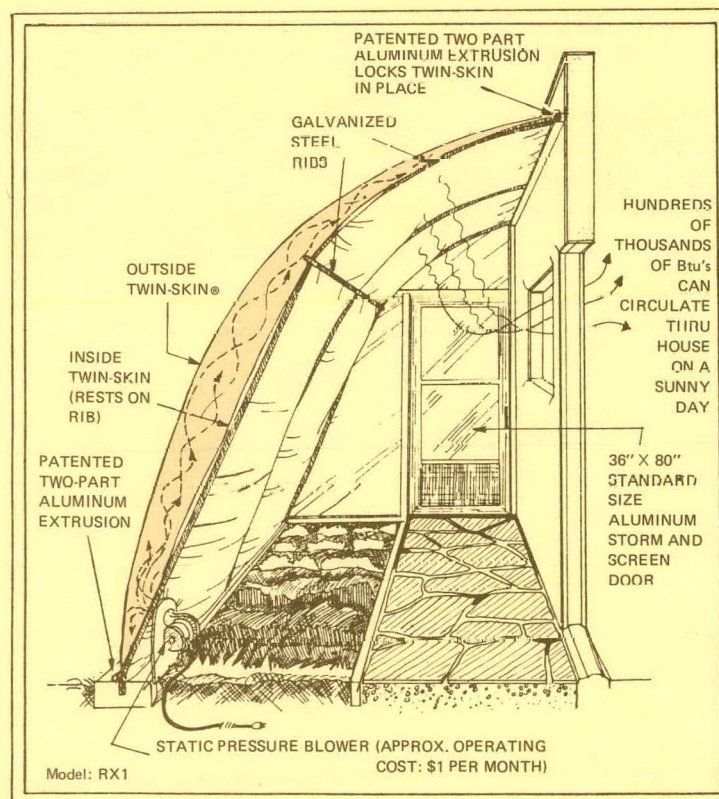 PATENTED TWO PART
ALUMINUM EXTRUSION
LOCKS TWIN-SKIN
IN PLACE
GALVANIZED
STEEL
RIBS
HUNDREDS
OF
THOUSANDS
OF Btu's
CAN
CIRCULATE
THRU
HOUSE
ON A
SUNNY
DAY
OUTSIDE
TWIN-SKIN®
INSIDE
TWIN-SKIN
(RESTS ON
RIB)
PATENTED
TWO-PART
ALUMINUM
EXTRUSION
36" X 80"
STANDARD
SIZE
ALUMINUM
STORM AND
SCREEN
DOOR
STATIC PRESSURE BLOWER (APPROX. OPERATING
COST: $1 PER MONTH)
Model: RX1